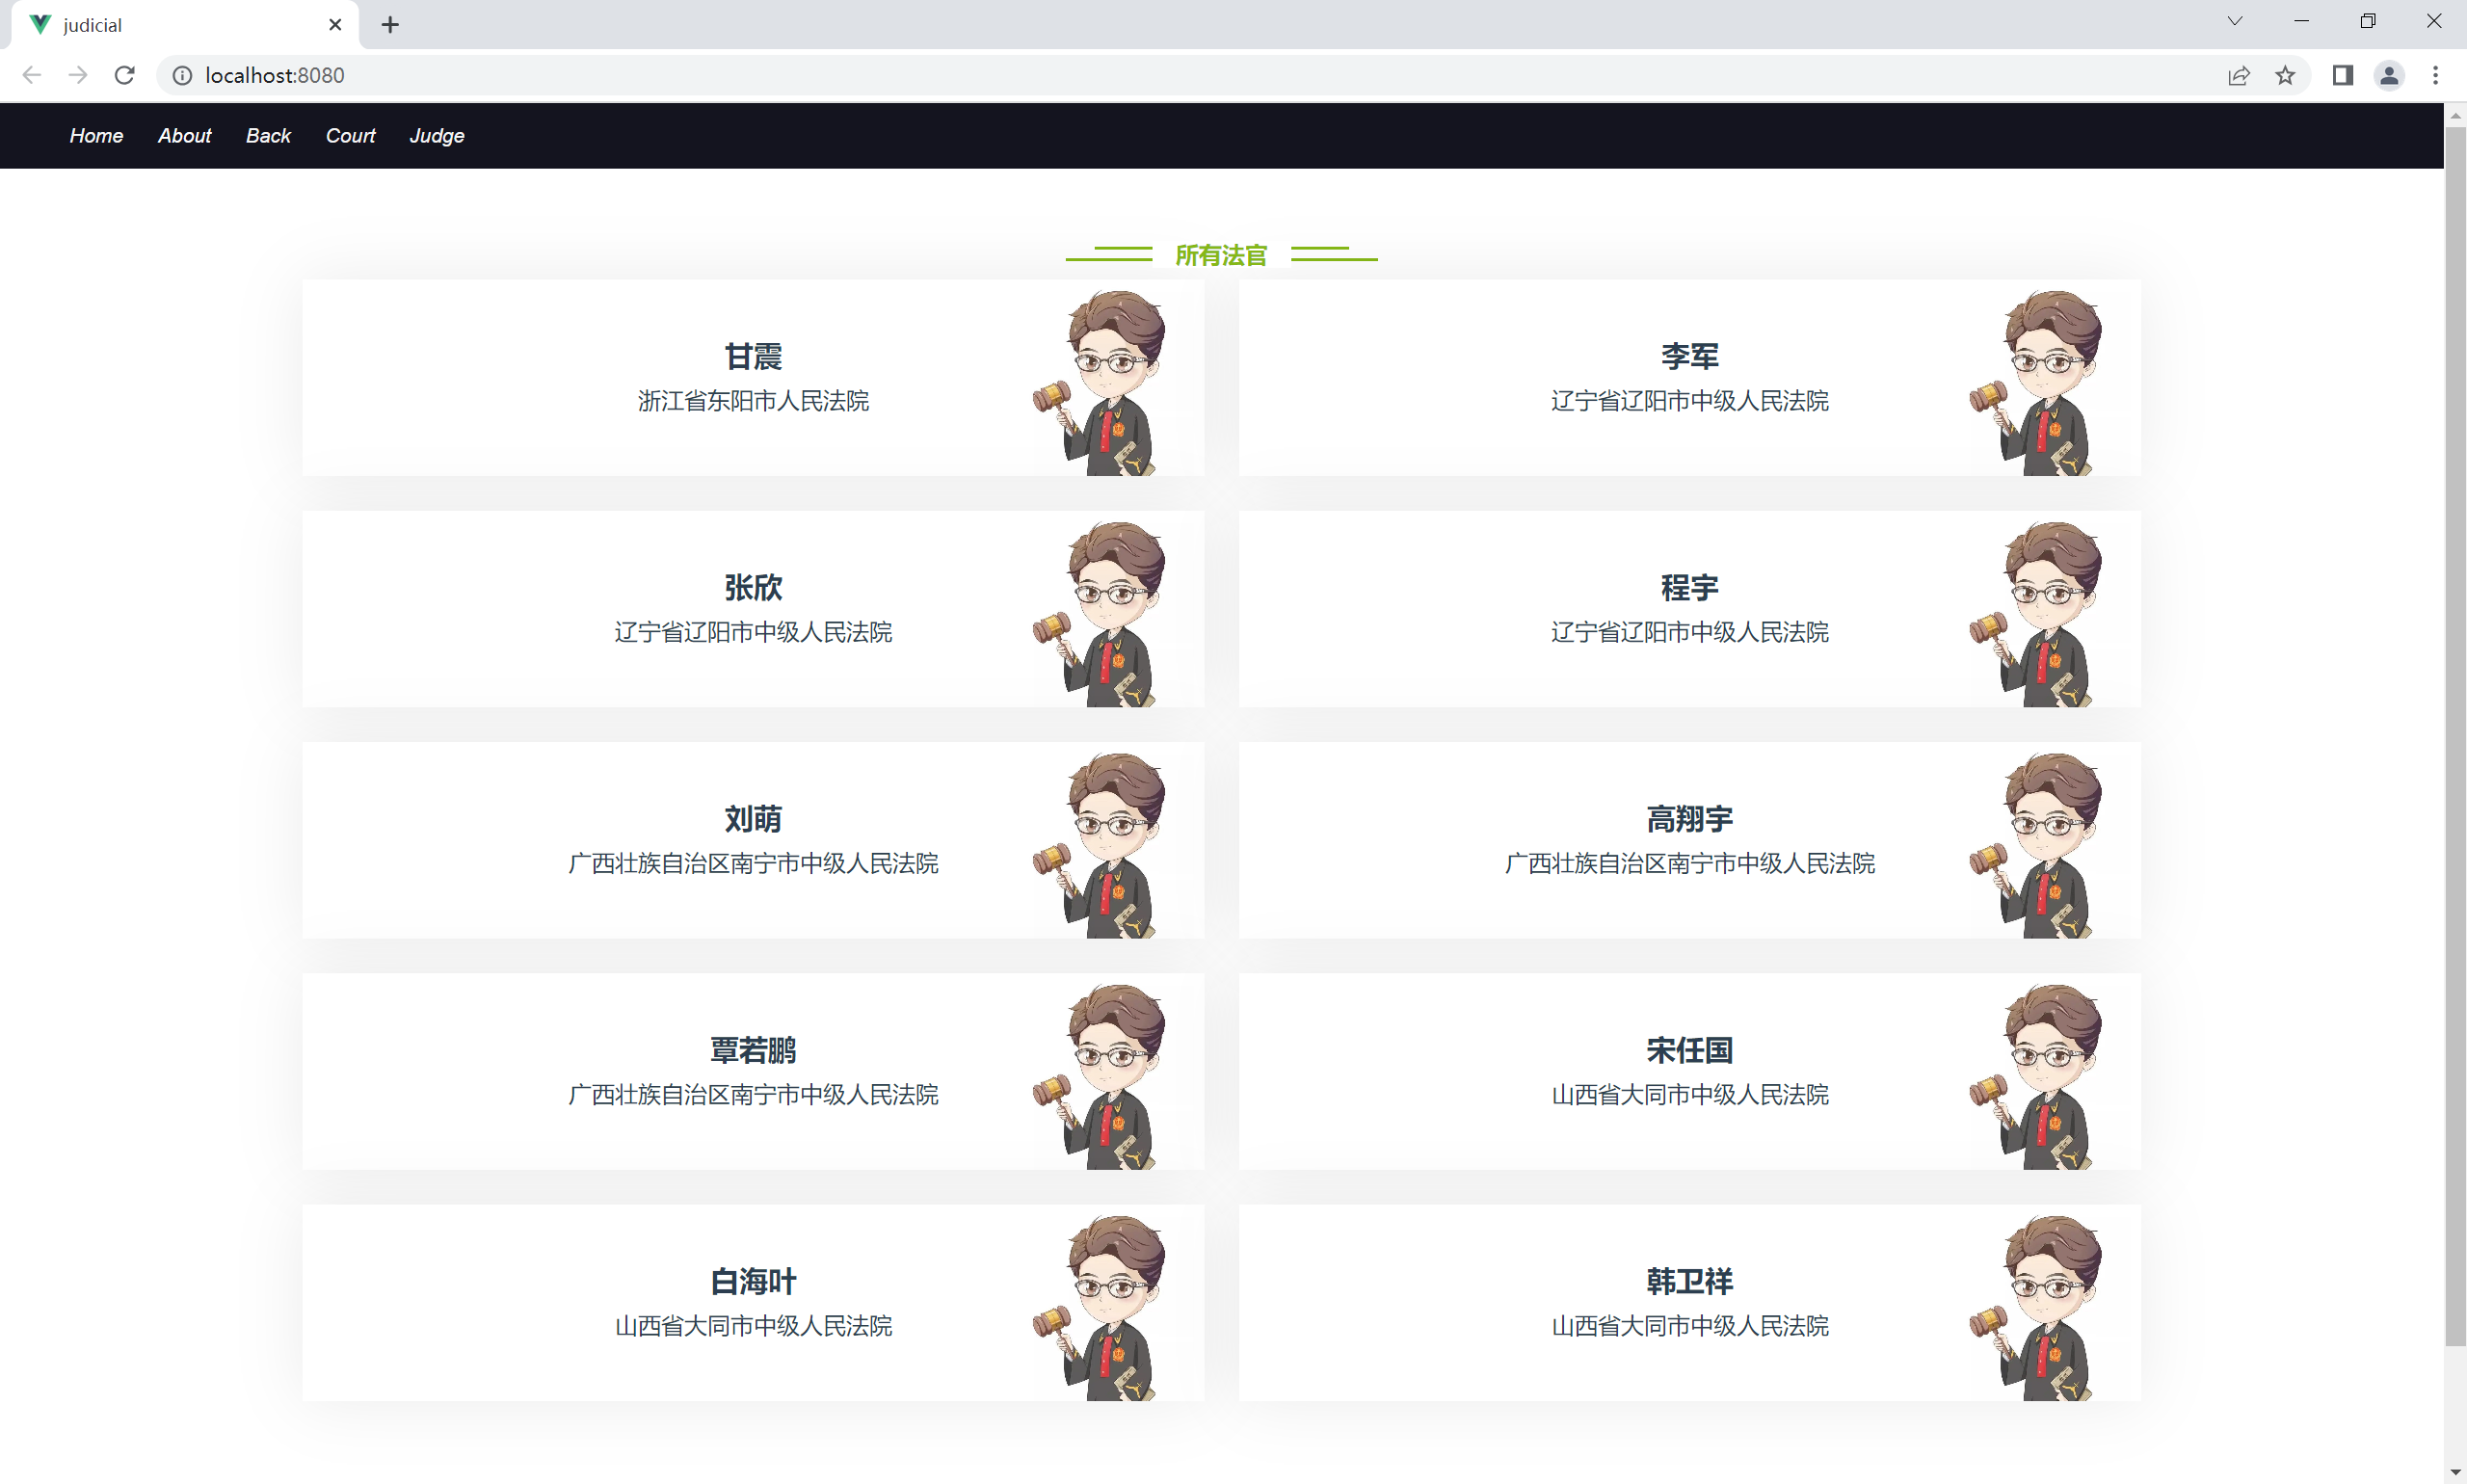 judicial
localhost:8080
Home About Back Court Judge
所有法官
甘震
浙江省东阳市人民法院
李军
辽宁省辽阳市中级人民法院
张欣
辽宁省辽阳市中级人民法院
程宇
辽宁省辽阳市中级人民法院
刘萌
广西壮族自治区南宁市中级人民法院
高翔宇
广西壮族自治区南宁市中级人民法院
覃若鹏
广西壮族自治区南宁市中级人民法院
宋任国
山西省大同市中级人民法院
白海叶
山西省大同市中级人民法院
韩卫祥
山西省大同市中级人民法院